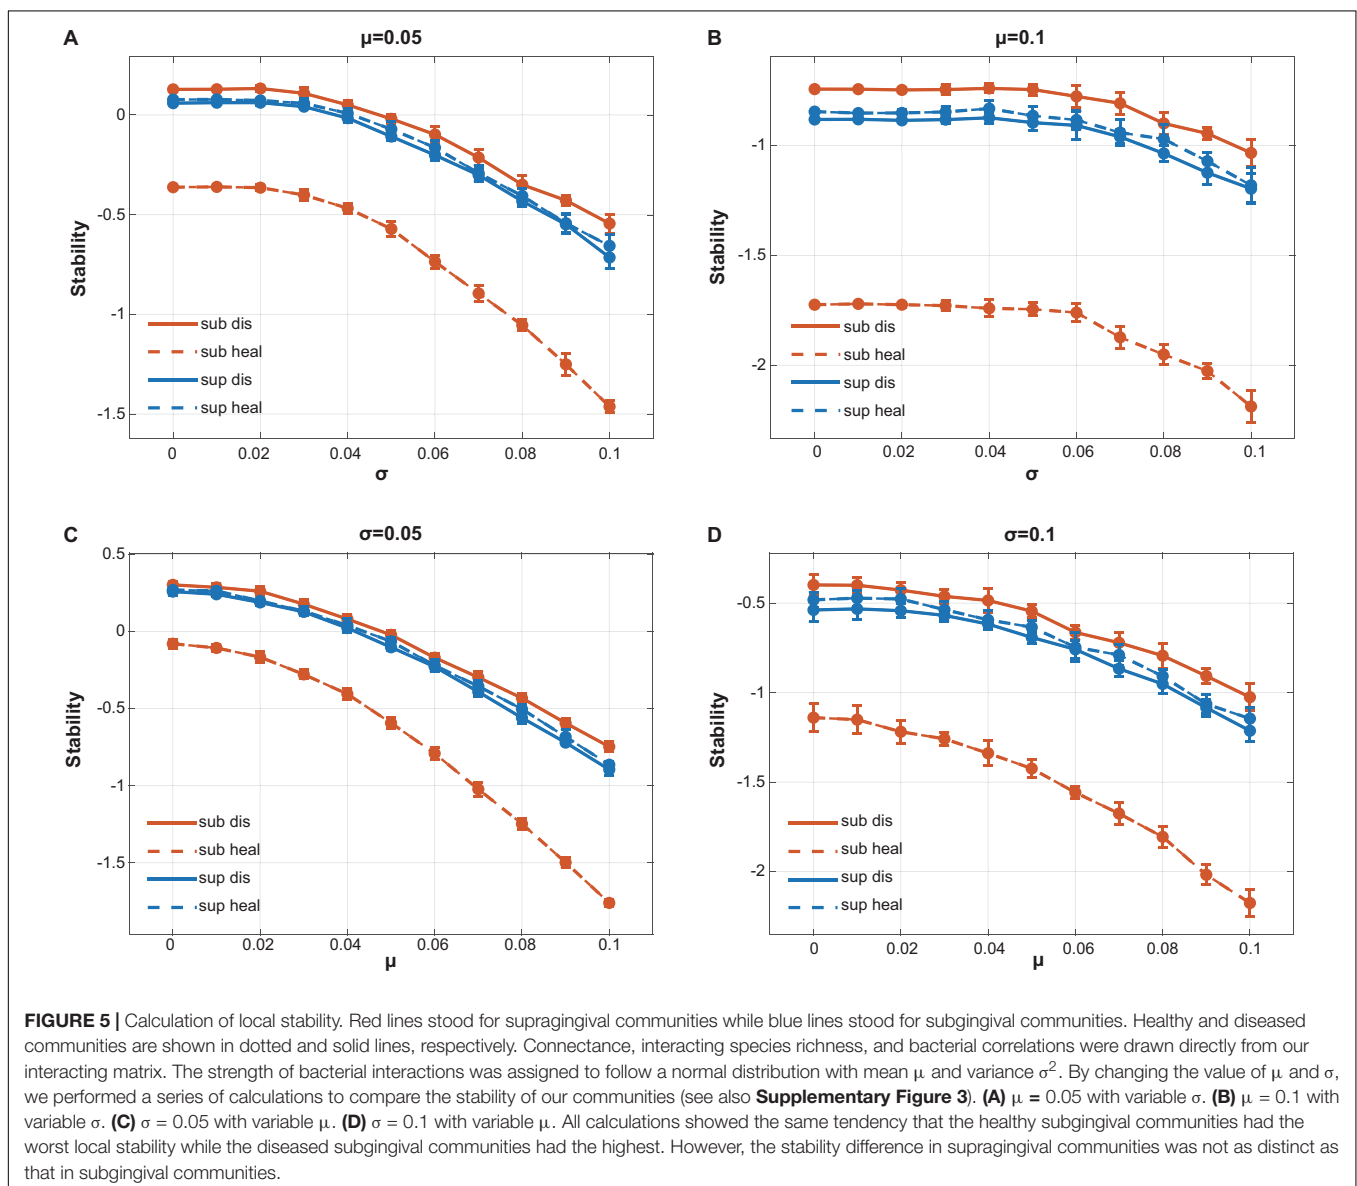 A
μ=0.05
0
-0.5
-1
-1.5
Stability
sub dis
sub heal
sup dis
sup heal
0
0.02
0.04
0.06
0.08
0.1
σ
B
μ=0.1
-1
-1.5
-2
Stability
sub dis
sub heal
sup dis
sup heal
0
0.02
0.04
0.06
0.08
0.1
σ
C
σ=0.05
0.5
0
-0.5
-1
-1.5
Stability
sub dis
sub heal
sup dis
sup heal
0
0.02
0.04
0.06
0.08
0.1
μ
D
σ=0.1
-0.5
-1
-1.5
-2
Stability
sub dis
sub heal
sup dis
sup heal
0
0.02
0.04
0.06
0.08
0.1
μ
FIGURE 5 | Calculation of local stability. Red lines stood for supragingival communities while blue lines stood for subgingival communities. Healthy and diseased
communities are shown in dotted and solid lines, respectively. Connectance, interacting species richness, and bacterial correlations were drawn directly from our
interacting matrix. The strength of bacterial interactions was assigned to follow a normal distribution with mean μ and variance σ². By changing the value of μ and σ,
we performed a series of calculations to compare the stability of our communities (see also Supplementary Figure 3). (A) μ = 0.05 with variable σ. (B) μ = 0.1 with
variable σ. (C) σ = 0.05 with variable μ. (D) σ = 0.1 with variable μ. All calculations showed the same tendency that the healthy subgingival communities had the
worst local stability while the diseased subgingival communities had the highest. However, the stability difference in supragingival communities was not as distinct as
that in subgingival communities.